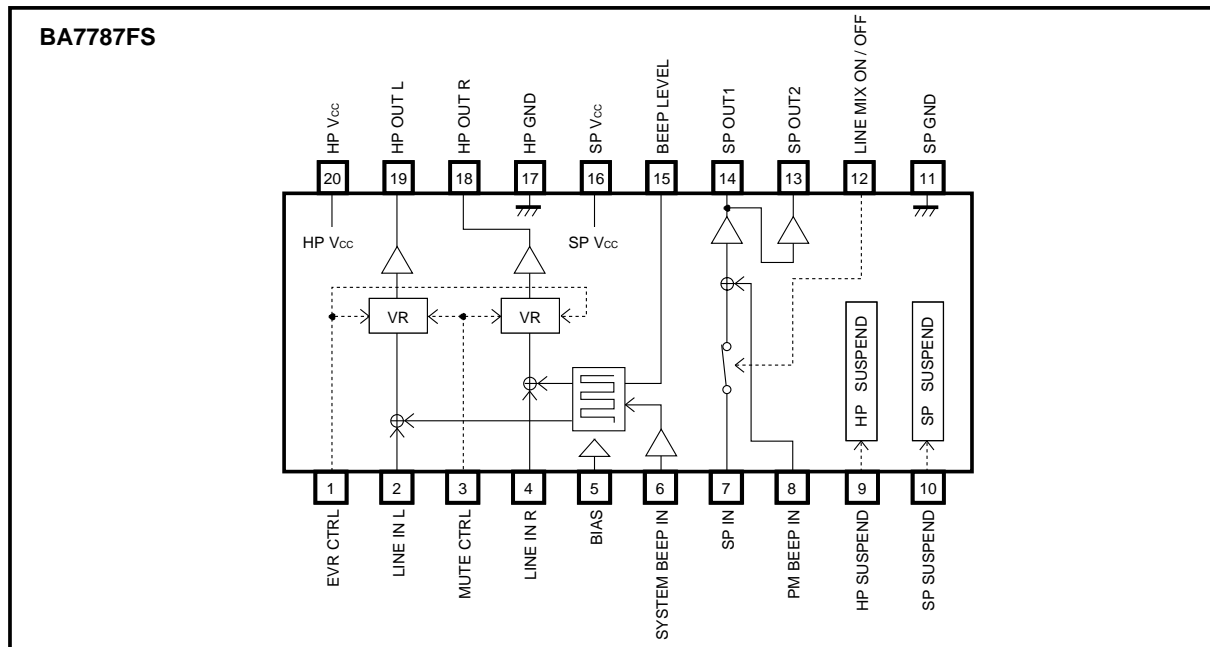 BA7787FS
HP Vcc
HP OUT L
HP OUT R
HP GND
SP Vcc
BEEP LEVEL
SP OUT1
SP OUT2
LINE MIX ON / OFF
SP GND
20
19
18
17
16
15
14
13
12
11
HP Vcc
SP Vcc
VR
VR
HP SUSPEND
SP SUSPEND
1
2
3
4
5
6
7
8
9
10
EVR CTRL
LINE IN L
MUTE CTRL
LINE IN R
BIAS
SYSTEM BEEP IN
SP IN
PM BEEP IN
HP SUSPEND
SP SUSPEND